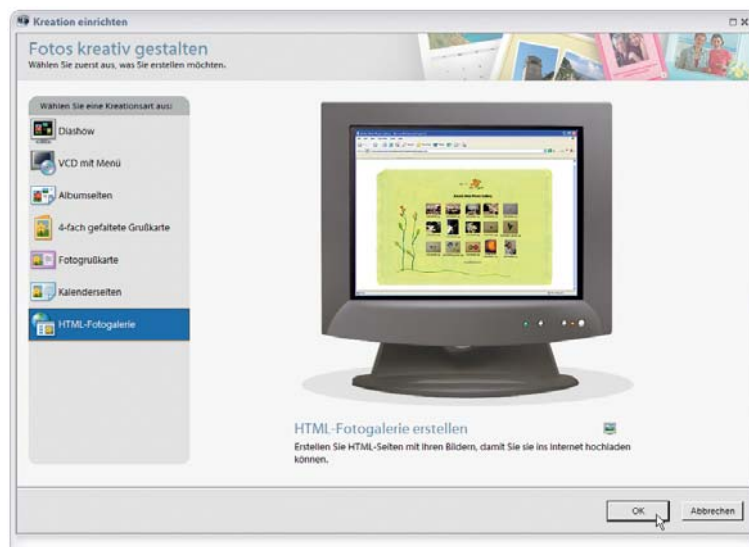 Kreation einrichten
Fotos kreativ gestalten
Wählen Sie zuerst aus, was Sie erstellen möchten.
Wählen Sie eine Kreationsart aus:
Diashow
VCD mit Menü
Albumseiten
4-fach gefaltete Grußkarte
Fotogrußkarte
Kalenderseiten
HTML-Fotogalerie
HTML-Fotogalerie erstellen
Erstellen Sie HTML-Seiten mit Ihren Bildern, damit Sie sie ins Internet hochladen
können.
OK
Abbrechen